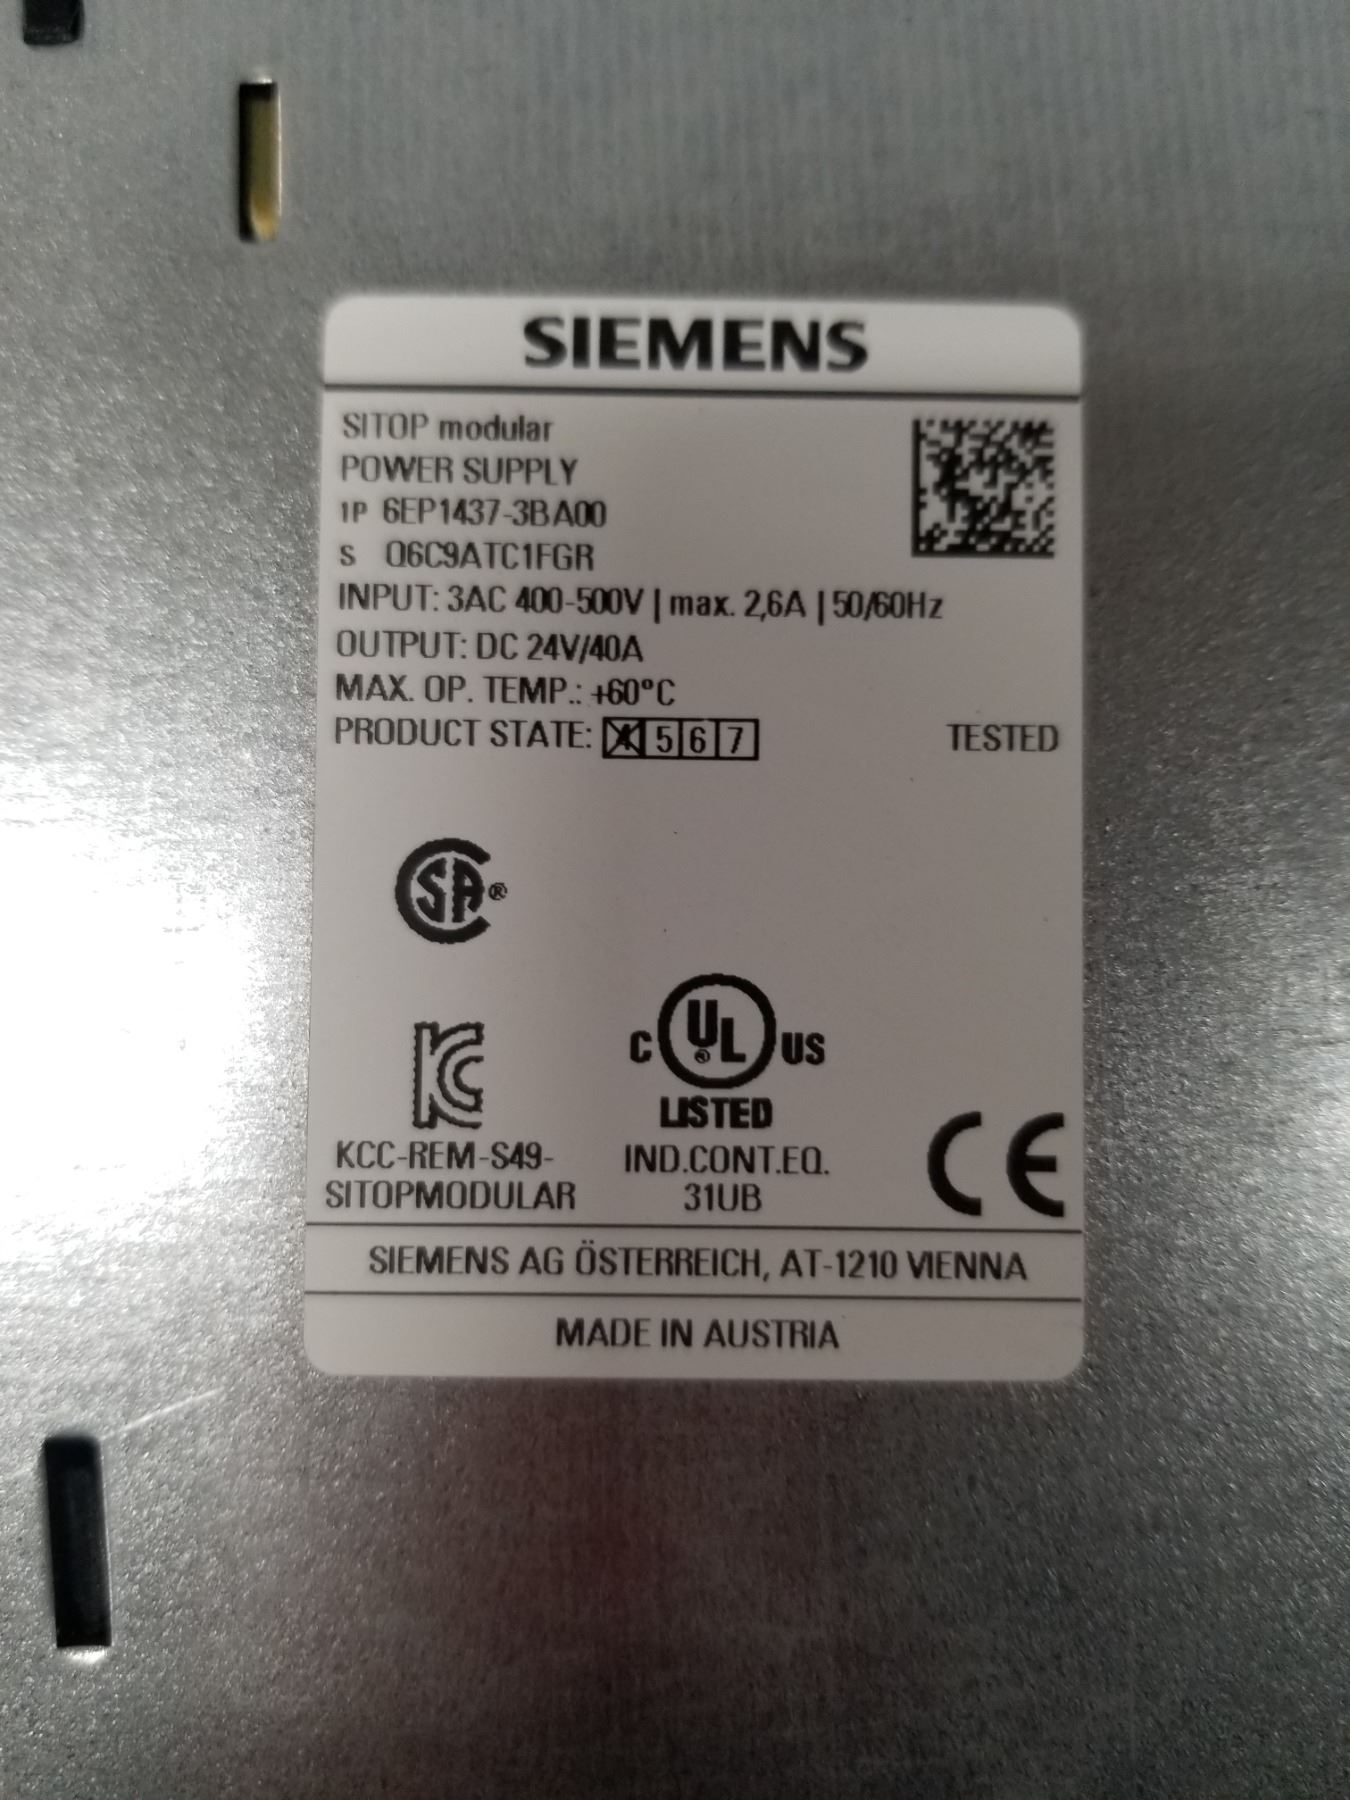 SIEMENS
SITOP modular
POWER SUPPLY
1P 6EP1437-3BA00
S Q6C9ATC1FGR
INPUT: 3AC 400-500V | max. 2,6A | 50/60Hz
OUTPUT: DC 24V/40A
MAX. OP. TEMP.: +60°C
PRODUCT STATE: 4 5 6 7 TESTED
CSA®
C UL® US
LISTED
KCC-REM-S49-
SITOPMODULAR
IND.CONT.EQ.
31UB
CE
SIEMENS AG ÖSTERREICH, AT-1210 VIENNA
MADE IN AUSTRIA